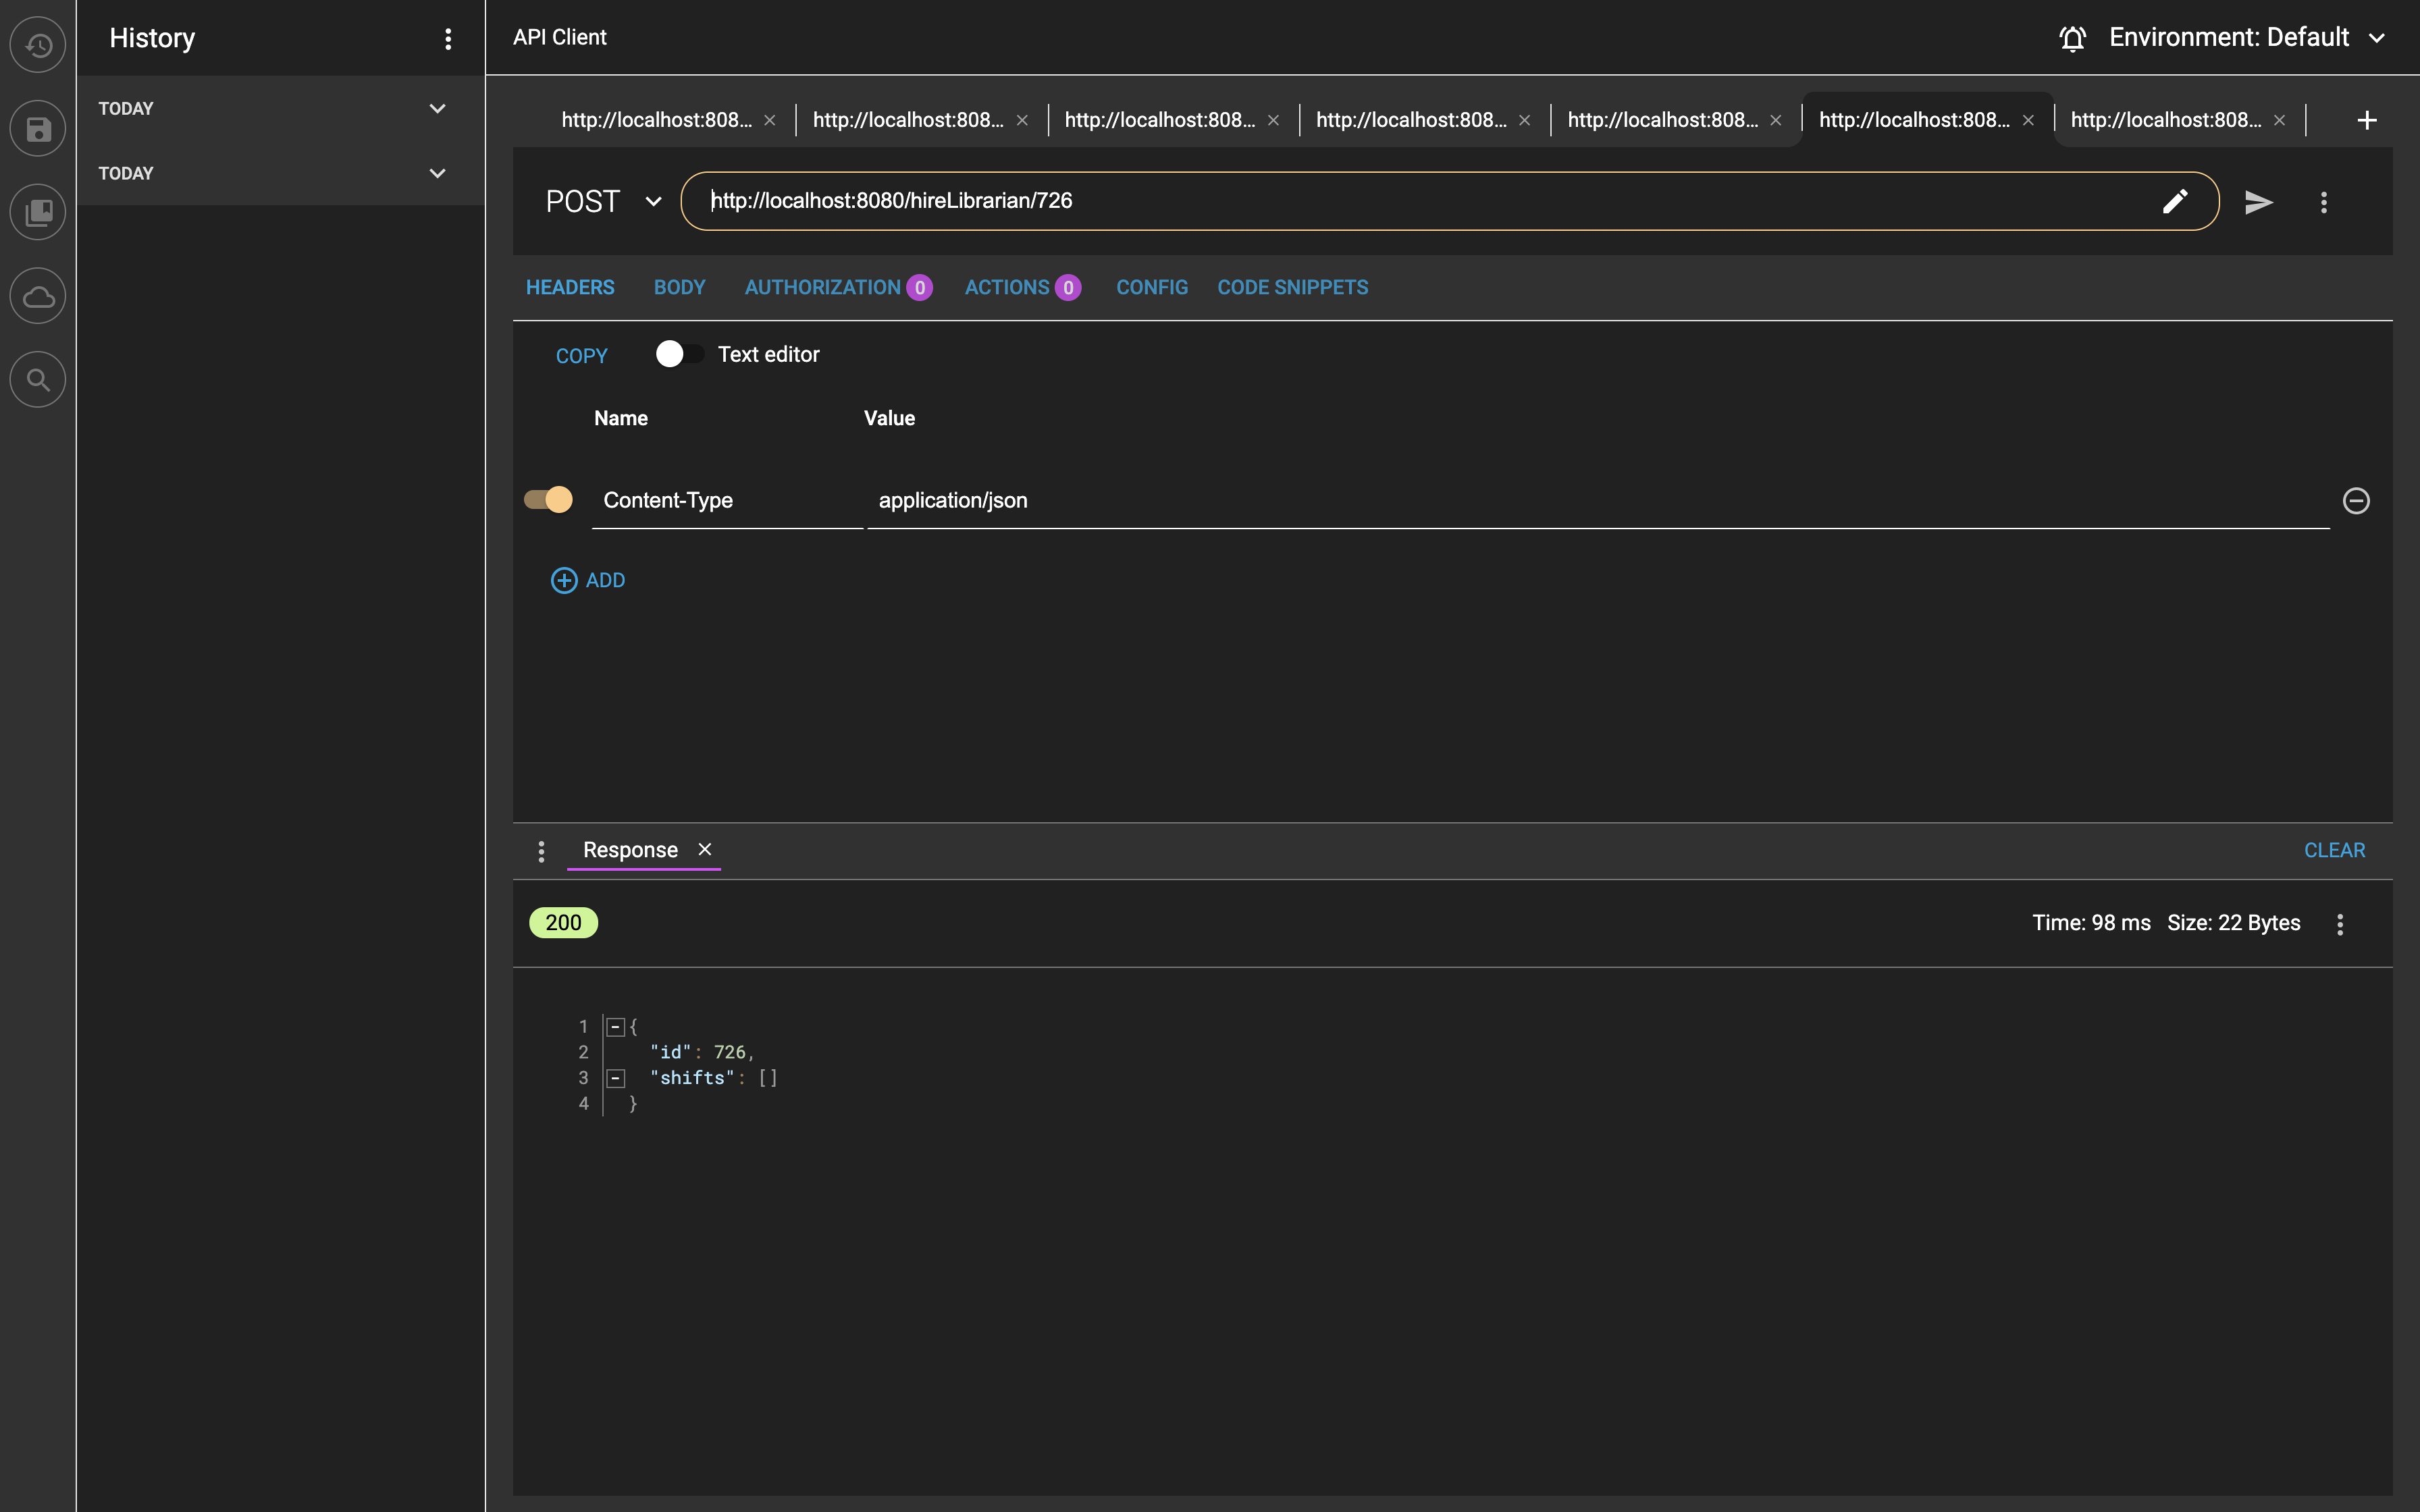 History
TODAY
TODAY
API Client
Environment: Default
http://localhost:808...
http://localhost:808...
http://localhost:808...
http://localhost:808...
http://localhost:808...
http://localhost:808...
http://localhost:808...
POST
http://localhost:8080/hireLibrarian/726
HEADERS BODY AUTHORIZATION 0 ACTIONS 0 CONFIG CODE SNIPPETS
COPY Text editor
Name Value
Content-Type application/json
ADD
Response CLEAR
200 Time: 98 ms Size: 22 Bytes
1 {
2 "id": 726,
3 "shifts": []
4 }